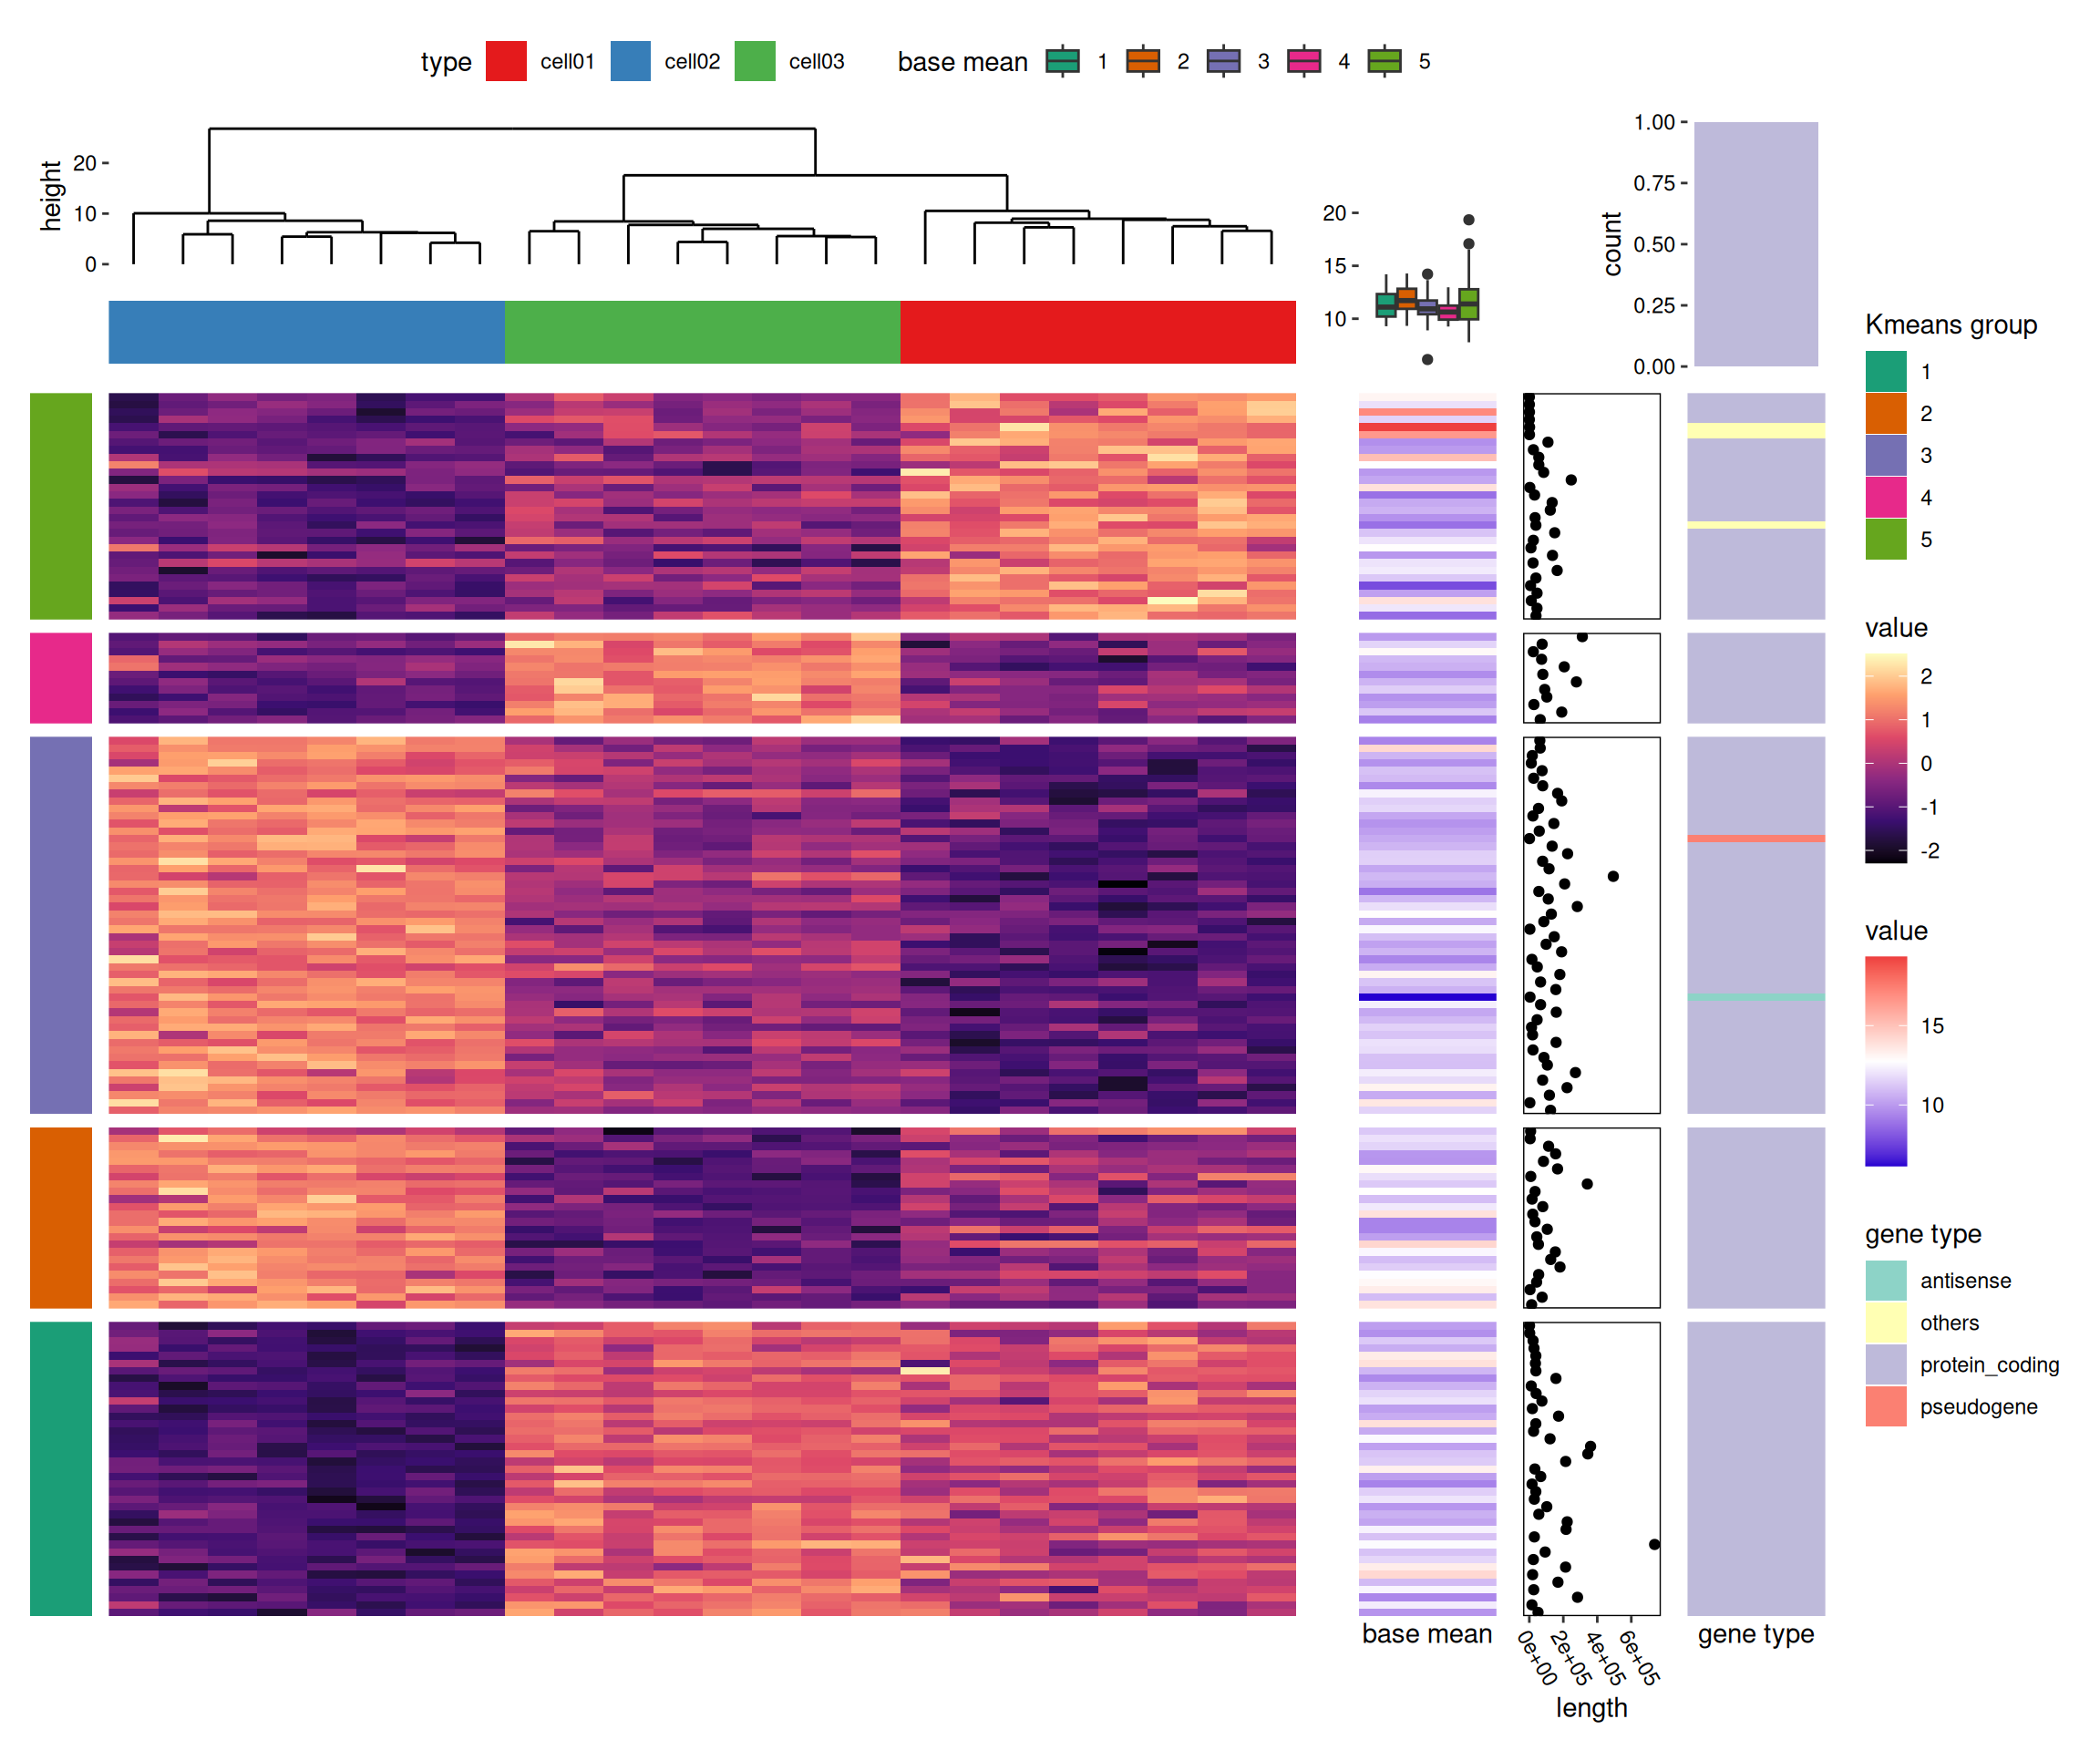 type cell01 cell02 cell03 base mean 1 2 3 4 5
height
20
10
0
20
15
10
count
1.00
0.75
0.50
0.25
0.00
Kmeans group
1
2
3
4
5
value
2
1
0
-1
-2
value
15
10
gene type
antisense
others
protein_coding
pseudogene
base mean
0e+00
2e+05
4e+05
6e+05
length
gene type